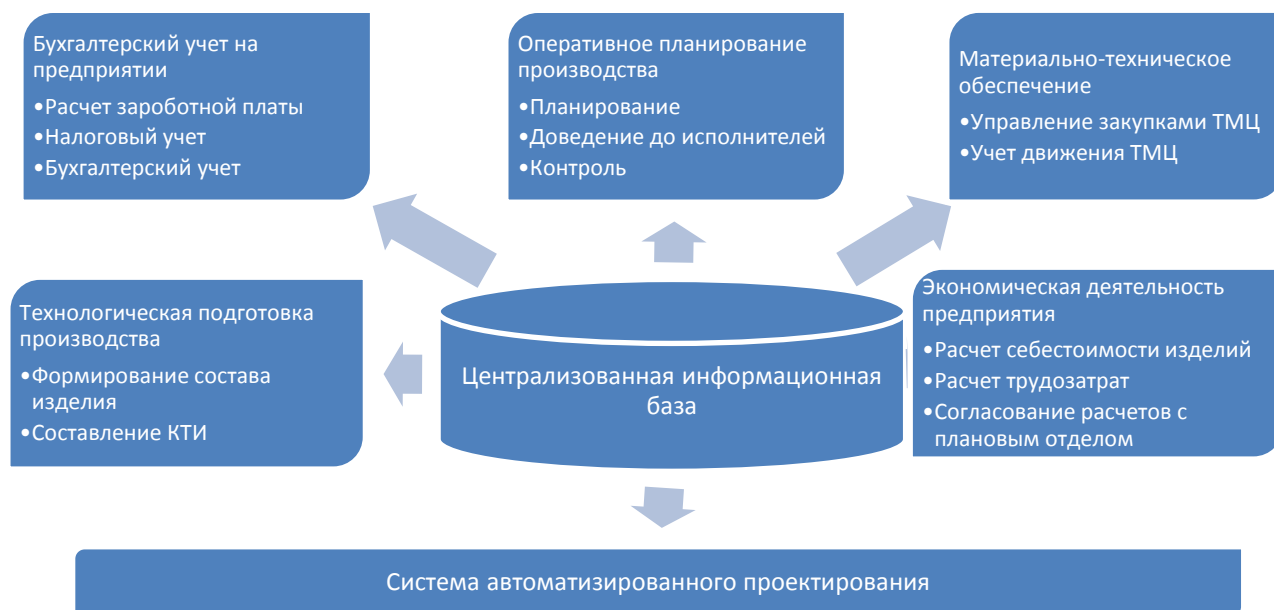 Бухгалтерский учет на
предприятии
•Расчет зароботной платы
•Налоговый учет
•Бухгалтерский учет
Оперативное планирование
производства
•Планирование
•Доведение до исполнителей
•Контроль
Материально-техническое
обеспечение
•Управление закупками ТМЦ
•Учет движения ТМЦ
Технологическая подготовка
производства
•Формирование состава
изделия
•Составление КТИ
Централизованная информационная
база
Экономическая деятельность
предприятия
•Расчет себестоимости изделий
•Расчет трудозатрат
•Согласование расчетов с
плановым отделом
Система автоматизированного проектирования